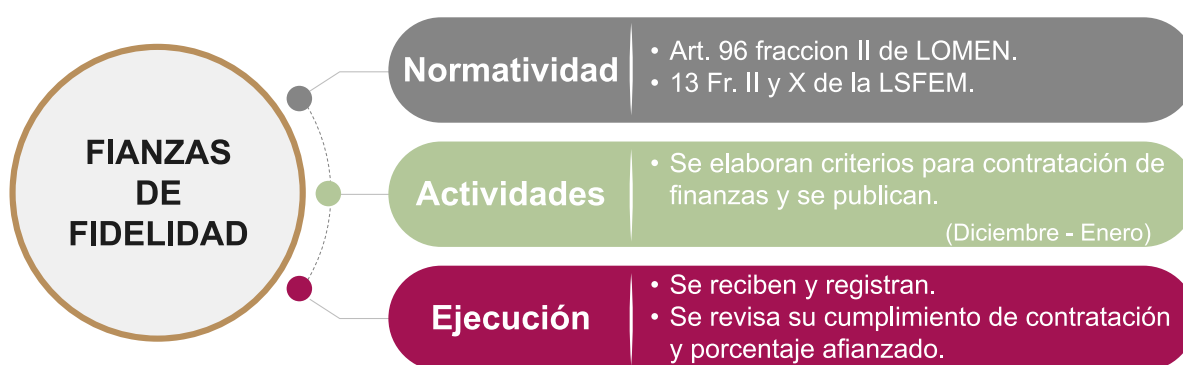 FIANZAS
DE
FIDELIDAD
Normatividad
• Art. 96 fraccion II de LOMEN.
• 13 Fr. II y X de la LSFEM.
Actividades
• Se elaboran criterios para contratación de
finanzas y se publican.
(Diciembre - Enero)
Ejecución
• Se reciben y registran.
• Se revisa su cumplimiento de contratación
y porcentaje afianzado.